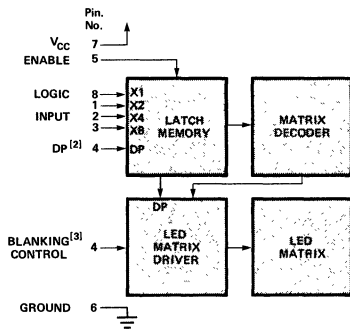 Pin.
No.
VCC 7
ENABLE 5
LOGIC 8 X1
1 X2
INPUT 2 X4
3 X8
DP [2] 4 DP
LATCH
MEMORY
MATRIX
DECODER
DP
BLANKING[3]
CONTROL 4
LED
MATRIX
DRIVER
LED
MATRIX
GROUND 6